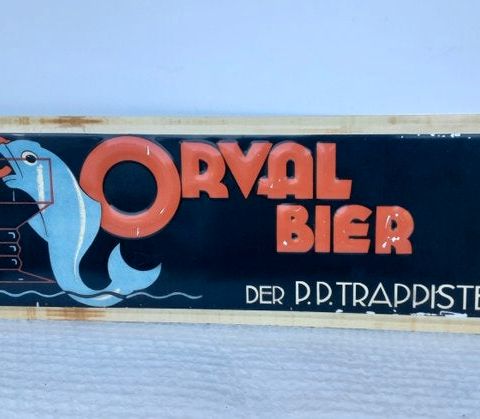 ORVAL
BIER
DER P.P. TRAPPISTE